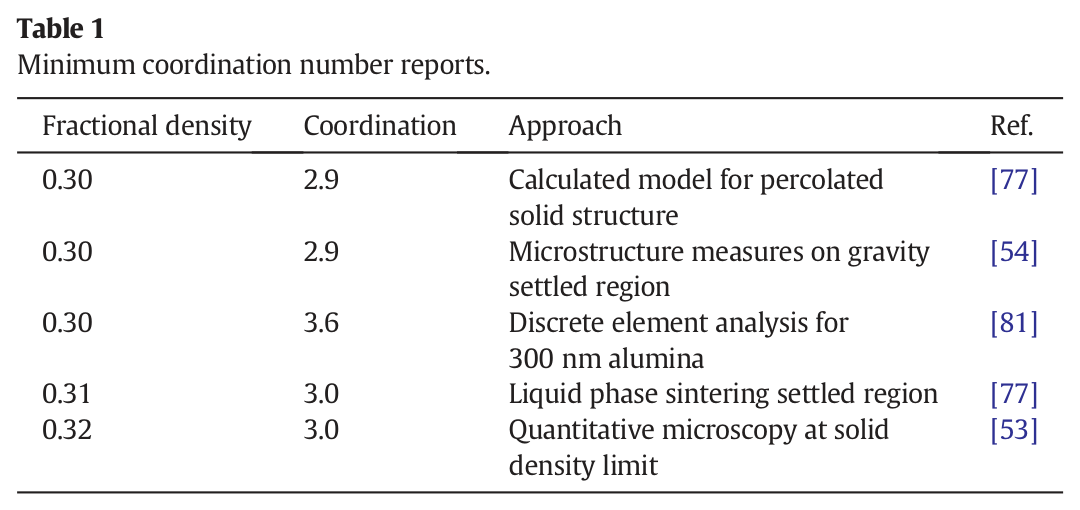 Table 1
Minimum coordination number reports.
Fractional density Coordination Approach Ref.
0.30 2.9 Calculated model for percolated [77]
solid structure
0.30 2.9 Microstructure measures on gravity [54]
settled region
0.30 3.6 Discrete element analysis for [81]
300 nm alumina
0.31 3.0 Liquid phase sintering settled region [77]
0.32 3.0 Quantitative microscopy at solid [53]
density limit